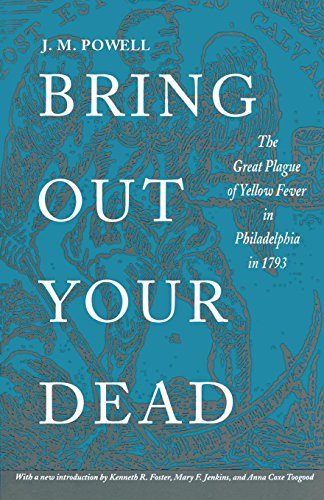 J. M. POWELL
BRING
OUT
YOUR
DEAD
The
Great Plague
of Yellow Fever
in
Philadelphia
in 1793
With a new introduction by Kenneth R. Foster, Mary F. Jenkins, and Anna Coxe Toogood